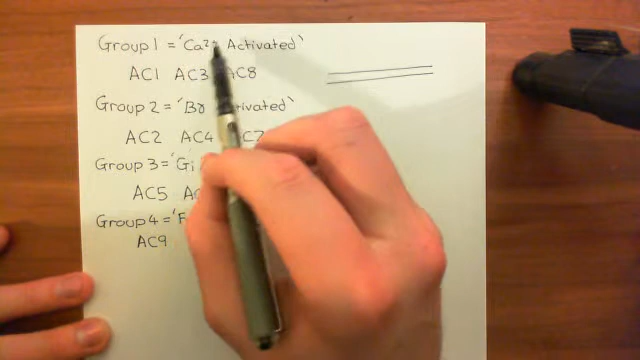 Group 1 = 'Ca²⁺ Activated'
AC1 AC3 AC8
Group 2 = 'Bγ
AC2 AC4
Group 3 = 'Gi
AC5
Group 4 =
AC9